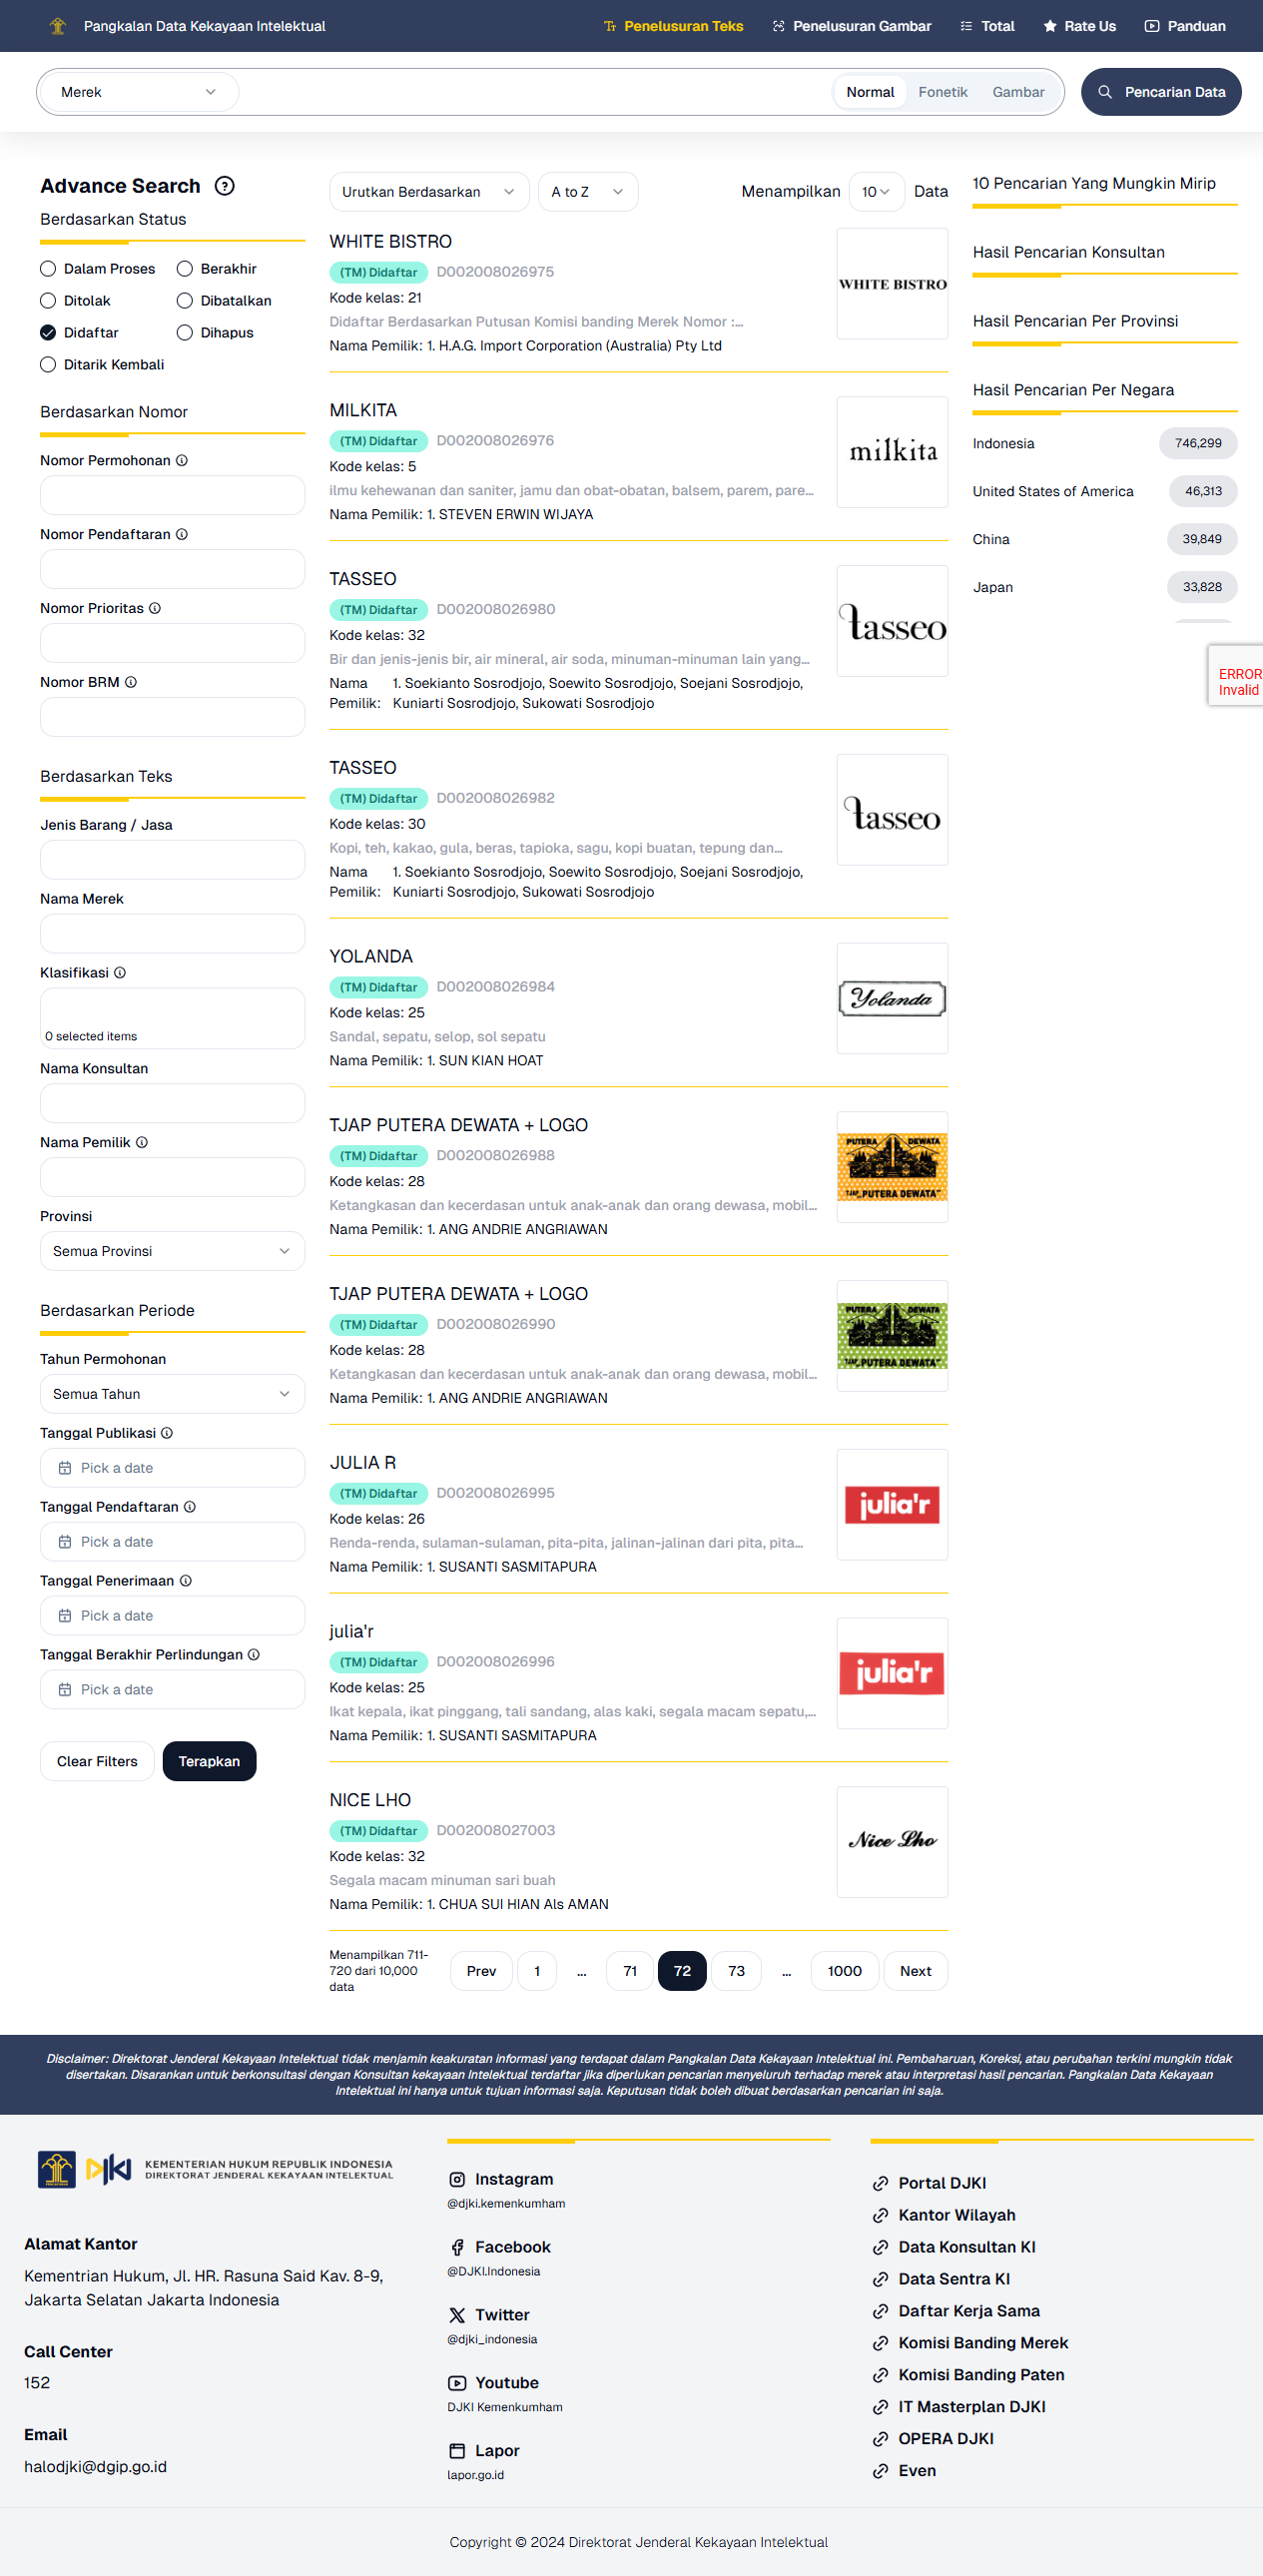 Pangkalan Data Kekayaan Intelektual
Penelusuran Teks
Penelusuran Gambar
Total
Rate Us
Panduan
Merek
Normal
Fonetik
Gambar
Pencarian Data
Advance Search
Berdasarkan Status
Dalam Proses
Berakhir
Ditolak
Dibatalkan
Didaftar
Dihapus
Ditarik Kembali
Berdasarkan Nomor
Nomor Permohonan
Nomor Pendaftaran
Nomor Prioritas
Nomor BRM
Berdasarkan Teks
Jenis Barang / Jasa
Nama Merek
Klasifikasi
0 selected items
Nama Konsultan
Nama Pemilik
Provinsi
Semua Provinsi
Berdasarkan Periode
Tahun Permohonan
Semua Tahun
Tanggal Publikasi
Pick a date
Tanggal Pendaftaran
Pick a date
Tanggal Penerimaan
Pick a date
Tanggal Berakhir Perlindungan
Pick a date
Clear Filters
Terapkan
Urutkan Berdasarkan
A to Z
Menampilkan 10 Data
WHITE BISTRO
(TM) Didaftar D002008026975
Kode kelas: 21
Didaftar Berdasarkan Putusan Komisi banding Merek Nomor :...
Nama Pemilik: 1. H.A.G. Import Corporation (Australia) Pty Ltd
WHITE BISTRO
MILKITA
(TM) Didaftar D002008026976
Kode kelas: 5
ilmu kehewanan dan saniter, jamu dan obat-obatan, balsem, parem, pare...
Nama Pemilik: 1. STEVEN ERWIN WIJAYA
milkita
TASSEO
(TM) Didaftar D002008026980
Kode kelas: 32
Bir dan jenis-jenis bir, air mineral, air soda, minuman-minuman lain yang...
Nama Pemilik: 1. Soekianto Sosrodjojo, Soewito Sosrodjojo, Soejani Sosrodjojo,
Kuniarti Sosrodjojo, Sukowati Sosrodjojo
tasseo
TASSEO
(TM) Didaftar D002008026982
Kode kelas: 30
Kopi, teh, kakao, gula, beras, tapioka, sagu, kopi buatan, tepung dan...
Nama Pemilik: 1. Soekianto Sosrodjojo, Soewito Sosrodjojo, Soejani Sosrodjojo,
Kuniarti Sosrodjojo, Sukowati Sosrodjojo
tasseo
YOLANDA
(TM) Didaftar D002008026984
Kode kelas: 25
Sandal, sepatu, selop, sol sepatu
Nama Pemilik: 1. SUN KIAN HOAT
Yolanda
TJAP PUTERA DEWATA + LOGO
(TM) Didaftar D002008026988
Kode kelas: 28
Ketangkasan dan kecerdasan untuk anak-anak dan orang dewasa, mobil...
Nama Pemilik: 1. ANG ANDRIE ANGRIAWAN
PUTERA DEWATA
TJAP "PUTERA DEWATA"
TJAP PUTERA DEWATA + LOGO
(TM) Didaftar D002008026990
Kode kelas: 28
Ketangkasan dan kecerdasan untuk anak-anak dan orang dewasa, mobil...
Nama Pemilik: 1. ANG ANDRIE ANGRIAWAN
PUTERA DEWATA
TJAP "PUTERA DEWATA"
JULIA R
(TM) Didaftar D002008026995
Kode kelas: 26
Renda-renda, sulaman-sulaman, pita-pita, jalinan-jalinan dari pita, pita...
Nama Pemilik: 1. SUSANTI SASMITAPURA
julia'r
julia'r
(TM) Didaftar D002008026996
Kode kelas: 25
Ikat kepala, ikat pinggang, tali sandang, alas kaki, segala macam sepatu,...
Nama Pemilik: 1. SUSANTI SASMITAPURA
julia'r
NICE LHO
(TM) Didaftar D002008027003
Kode kelas: 32
Segala macam minuman sari buah
Nama Pemilik: 1. CHUA SUI HIAN Als AMAN
Nice Lho
Menampilkan 711-
720 dari 10,000
data
Prev 1 ... 71 72 73 ... 1000 Next
10 Pencarian Yang Mungkin Mirip
Hasil Pencarian Konsultan
Hasil Pencarian Per Provinsi
Hasil Pencarian Per Negara
Indonesia 746,299
United States of America 46,313
China 39,849
Japan 33,828
ERROR
Invalid
Disclaimer: Direktorat Jenderal Kekayaan Intelektual tidak menjamin keakuratan informasi yang terdapat dalam Pangkalan Data Kekayaan Intelektual ini. Pembaharuan, Koreksi, atau perubahan terkini mungkin tidak
disertakan. Disarankan untuk berkonsultasi dengan Konsultan kekayaan Intelektual terdaftar jika diperlukan pencarian menyeluruh terhadap merek atau interpretasi hasil pencarian. Pangkalan Data Kekayaan
Intelektual ini hanya untuk tujuan informasi saja. Keputusan tidak boleh dibuat berdasarkan pencarian ini saja.
DJKI
KEMENTERIAN HUKUM REPUBLIK INDONESIA
DIREKTORAT JENDERAL KEKAYAAN INTELEKTUAL
Alamat Kantor
Kementrian Hukum, Jl. HR. Rasuna Said Kav. 8-9,
Jakarta Selatan Jakarta Indonesia
Call Center
152
Email
halodjki@dgip.go.id
Instagram
@djki.kemenkumham
Facebook
@DJKI.Indonesia
Twitter
@djki_indonesia
Youtube
DJKI Kemenkumham
Lapor
lapor.go.id
Portal DJKI
Kantor Wilayah
Data Konsultan KI
Data Sentra KI
Daftar Kerja Sama
Komisi Banding Merek
Komisi Banding Paten
IT Masterplan DJKI
OPERA DJKI
Even
Copyright © 2024 Direktorat Jenderal Kekayaan Intelektual